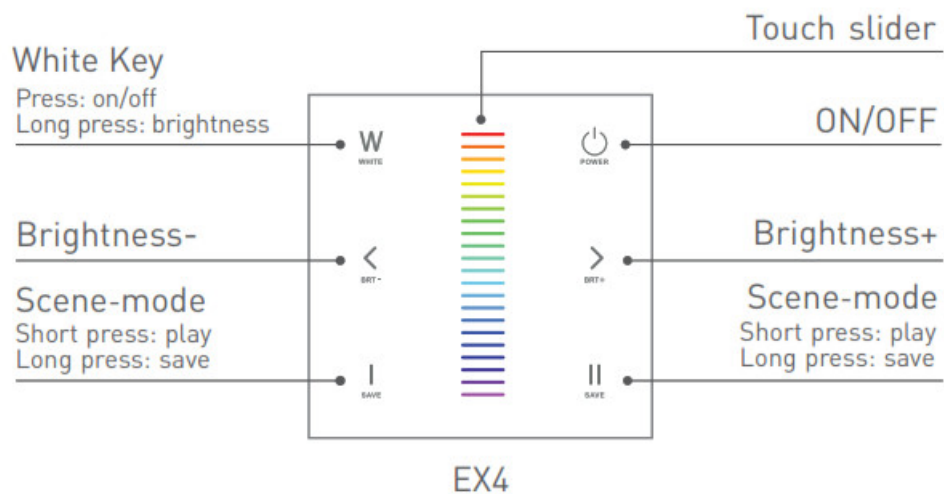 Touch slider
White Key
Press: on/off
Long press: brightness
ON/OFF
W
WHITE
POWER
Brightness-
Brightness+
<
BRT-
>
BRT+
Scene-mode
Short press: play
Long press: save
Scene-mode
Short press: play
Long press: save
I
SAVE
II
SAVE
EX4